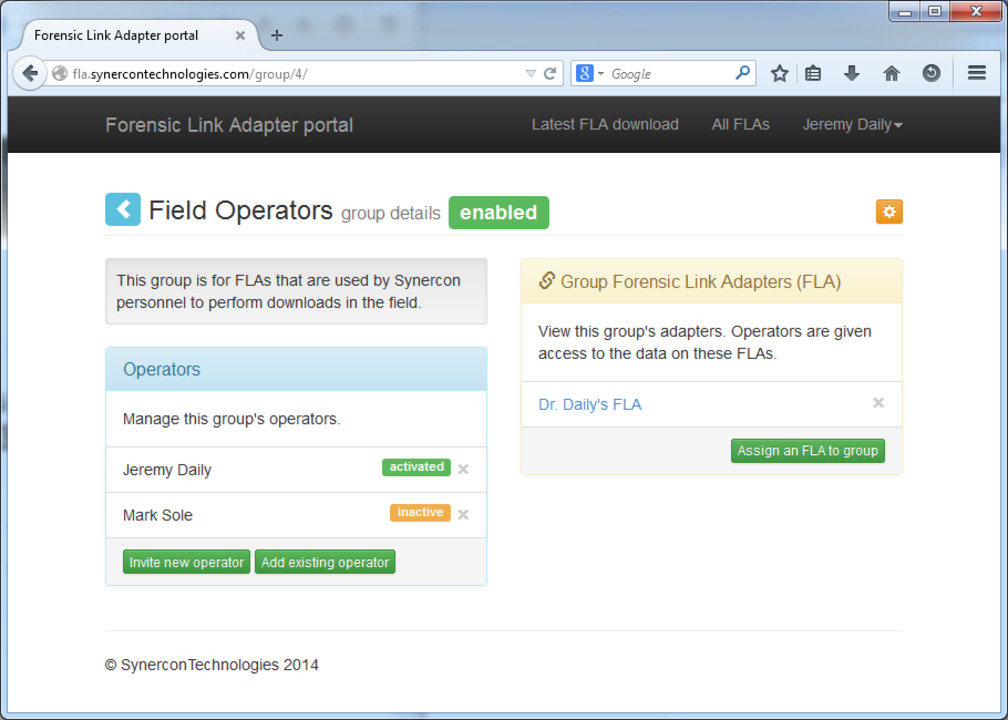 Forensic Link Adapter portal
fla.synercontechnologies.com/group/4/
8 Google
Forensic Link Adapter portal
Latest FLA download
All FLAs
Jeremy Daily
Field Operators group details enabled
This group is for FLAs that are used by Synercon
personnel to perform downloads in the field.
Operators
Manage this group's operators.
Jeremy Daily activated
Mark Sole inactive
Invite new operator Add existing operator
Group Forensic Link Adapters (FLA)
View this group's adapters. Operators are given
access to the data on these FLAs.
Dr. Daily's FLA
Assign an FLA to group
© SynerconTechnologies 2014